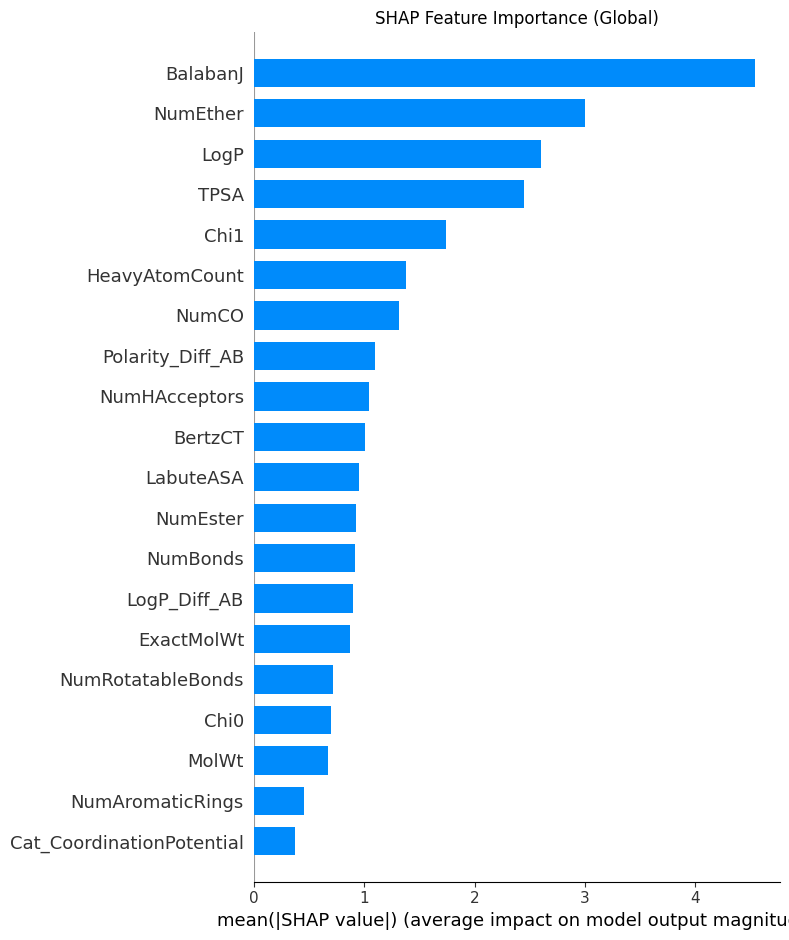 SHAP Feature Importance (Global)
BalabanJ
NumEther
LogP
TPSA
Chi1
HeavyAtomCount
NumCO
Polarity_Diff_AB
NumHAcceptors
BertzCT
LabuteASA
NumEster
NumBonds
LogP_Diff_AB
ExactMolWt
NumRotatableBonds
Chi0
MolWt
NumAromaticRings
Cat_CoordinationPotential
0 1 2 3 4
mean(|SHAP value|) (average impact on model output magnitu